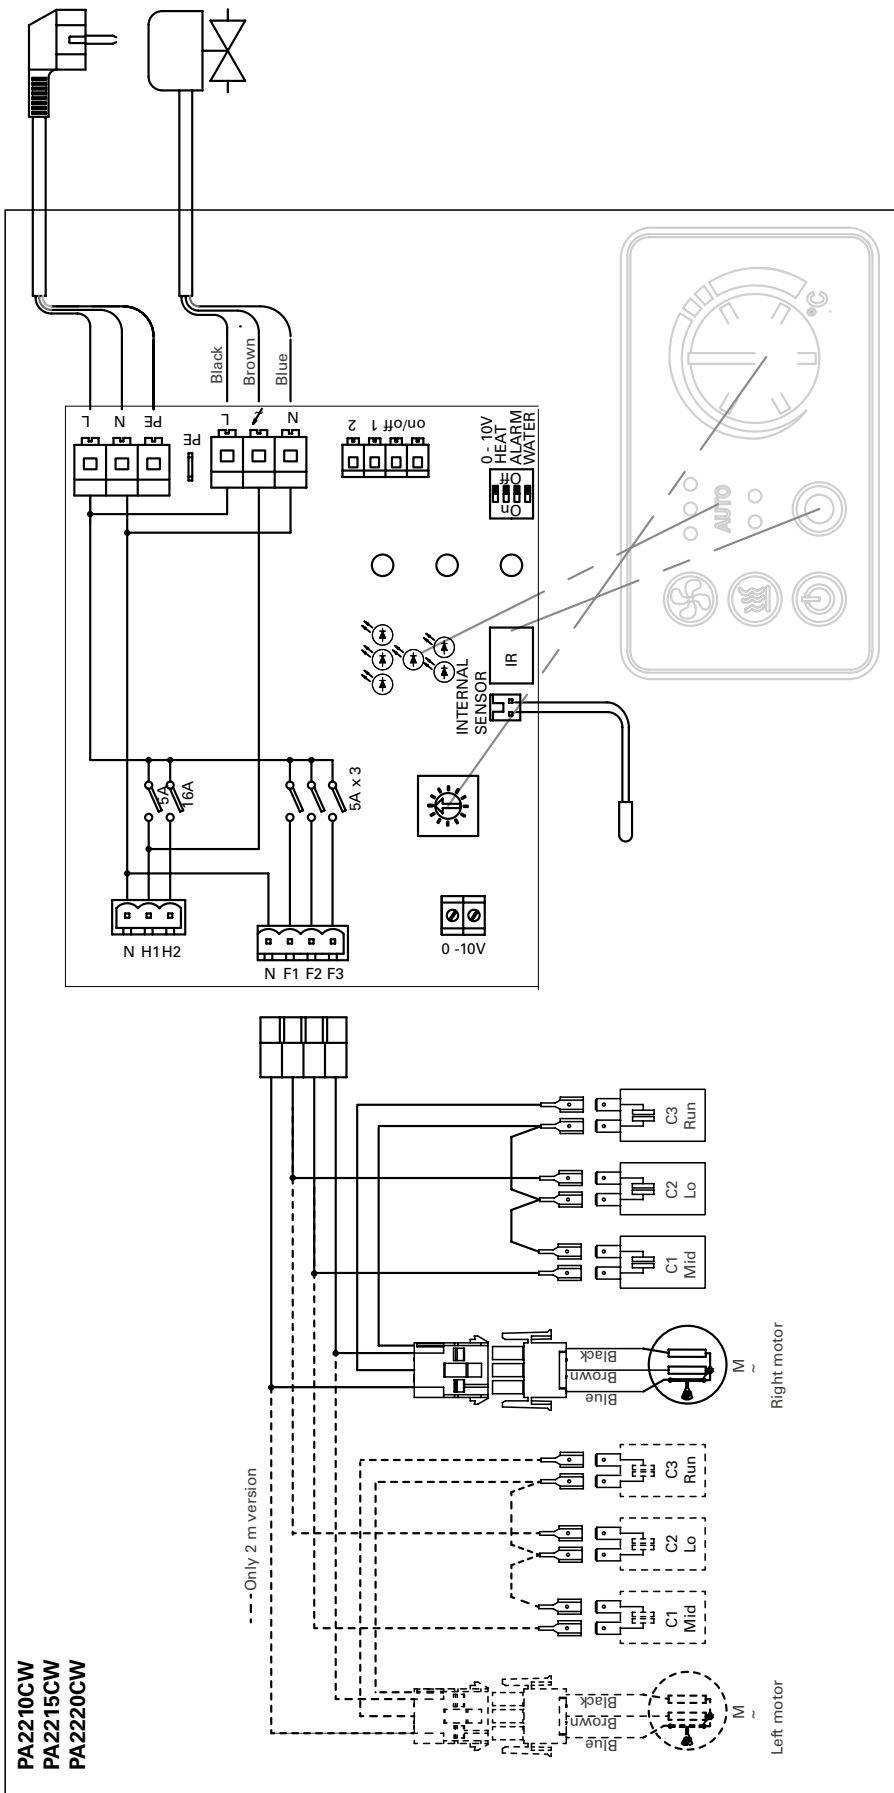 Black
Brown
Blue
L
N
PE
PE
L
N
2
1
on/off
0 - 10V
HEAT
ALARM
WATER
Off
On
°C
AUTO
IR
INTERNAL
SENSOR
5A
16A
5A x 3
N H1 H2
N F1 F2 F3
0 -10V
C3
Run
C2
Lo
C1
Mid
Black
Brown
Blue
M
~
Right motor
Only 2 m version
C3
Run
C2
Lo
C1
Mid
Black
Brown
Blue
M
~
Left motor
PA2210CW
PA2215CW
PA2220CW